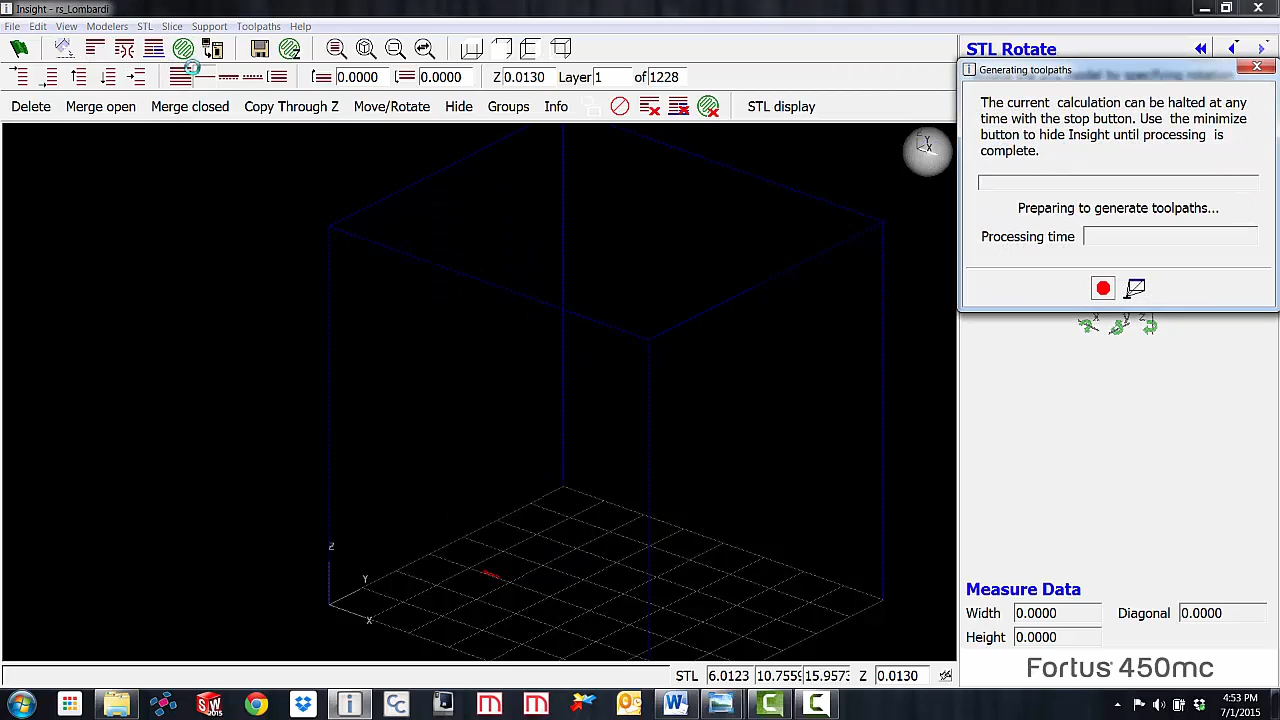 Insight - rs_Lombardi
File Edit View Modelers STL Slice Support Toolpaths Help
0.0000 0.0000 Z 0.0130 Layer 1 of 1228
Delete Merge open Merge closed Copy Through Z Move/Rotate Hide Groups Info STL display
STL Rotate
Generating toolpaths
The current calculation can be halted at any
time with the stop button. Use the minimize
button to hide Insight until processing is
complete.
Preparing to generate toolpaths...
Processing time
X Y Z
Y
X
Z
Y
X
Measure Data
Width 0.0000 Diagonal 0.0000
Height 0.0000
STL 6.0123 10.7559 15.9573 Z 0.0130
Fortus 450mc
SW
2015
CC
4:53 PM
7/1/2015